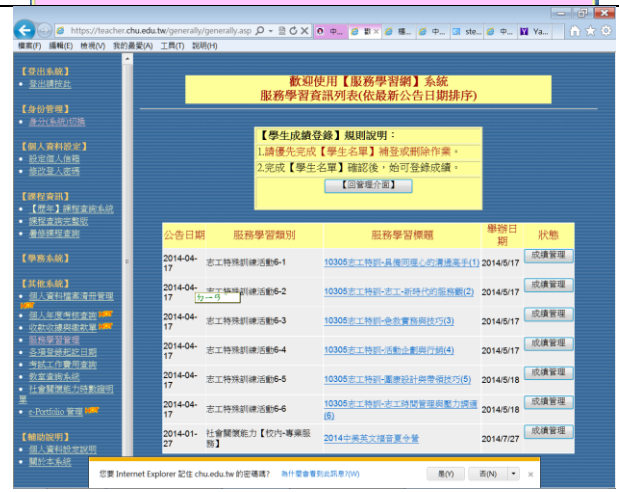 https://teacher.chu.edu.tw/generally/generally.asp
中...
ste...
中...
Ya...
檔案(F) 編輯(E) 檢視(V) 我的最愛(A) 工具(T) 說明(H)
【登出系統】
登出請按此
【身份管理】
身分(系統)切換
【個人資料設定】
設定個人信箱
修改登入密碼
【課程資訊】
【歷年】課程查詢系統
課程查詢完整版
暑修課程查詢
【學務系統】
【其他系統】
個人資料檔案清冊管理
個人年度考核查詢
收款收據與繳款單
服務學習管理
各項登錄起訖日期
考試工作費用查詢
教室查詢系統
社會關懷能力時數證明單
e-Portfolio 管理
【輔助說明】
個人資料設定說明
關於本系統
歡迎使用【服務學習網】系統
服務學習資訊列表(依最新公告日期排序)
【學生成績登錄】規則說明：
1.請優先完成【學生名單】補登或刪除作業。
2.完成【學生名單】確認後，始可登錄成績。
【回管理介面】
公告日期 服務學習類別 服務學習標題 舉辦日期 狀態
2014-04-17 志工特殊訓練活動6-1 10305志工特訓-具備同理心的溝通高手(1) 2014/5/17 成績管理
2014-04-17 志工特殊訓練活動6-2 10305志工特訓-志工-新時代的服務觀(2) 2014/5/17 成績管理
ㄅㄧㄢ
2014-04-17 志工特殊訓練活動6-3 10305志工特訓-急救實務與技巧(3) 2014/5/17 成績管理
2014-04-17 志工特殊訓練活動6-4 10305志工特訓-活動企劃與行銷(4) 2014/5/17 成績管理
2014-04-17 志工特殊訓練活動6-5 10305志工特訓-團康設計與帶領技巧(5) 2014/5/18 成績管理
2014-04-17 志工特殊訓練活動6-6 10305志工特訓-志工時間管理與壓力調適(6) 2014/5/18 成績管理
2014-01-27 社會關懷能力【校內-專業服務】 2014中美英文播音夏令營 2014/7/27 成績管理
您要 Internet Explorer 記住 chu.edu.tw 的密碼嗎? 為什麼會看到此訊息?(W) 是(Y) 否(N)